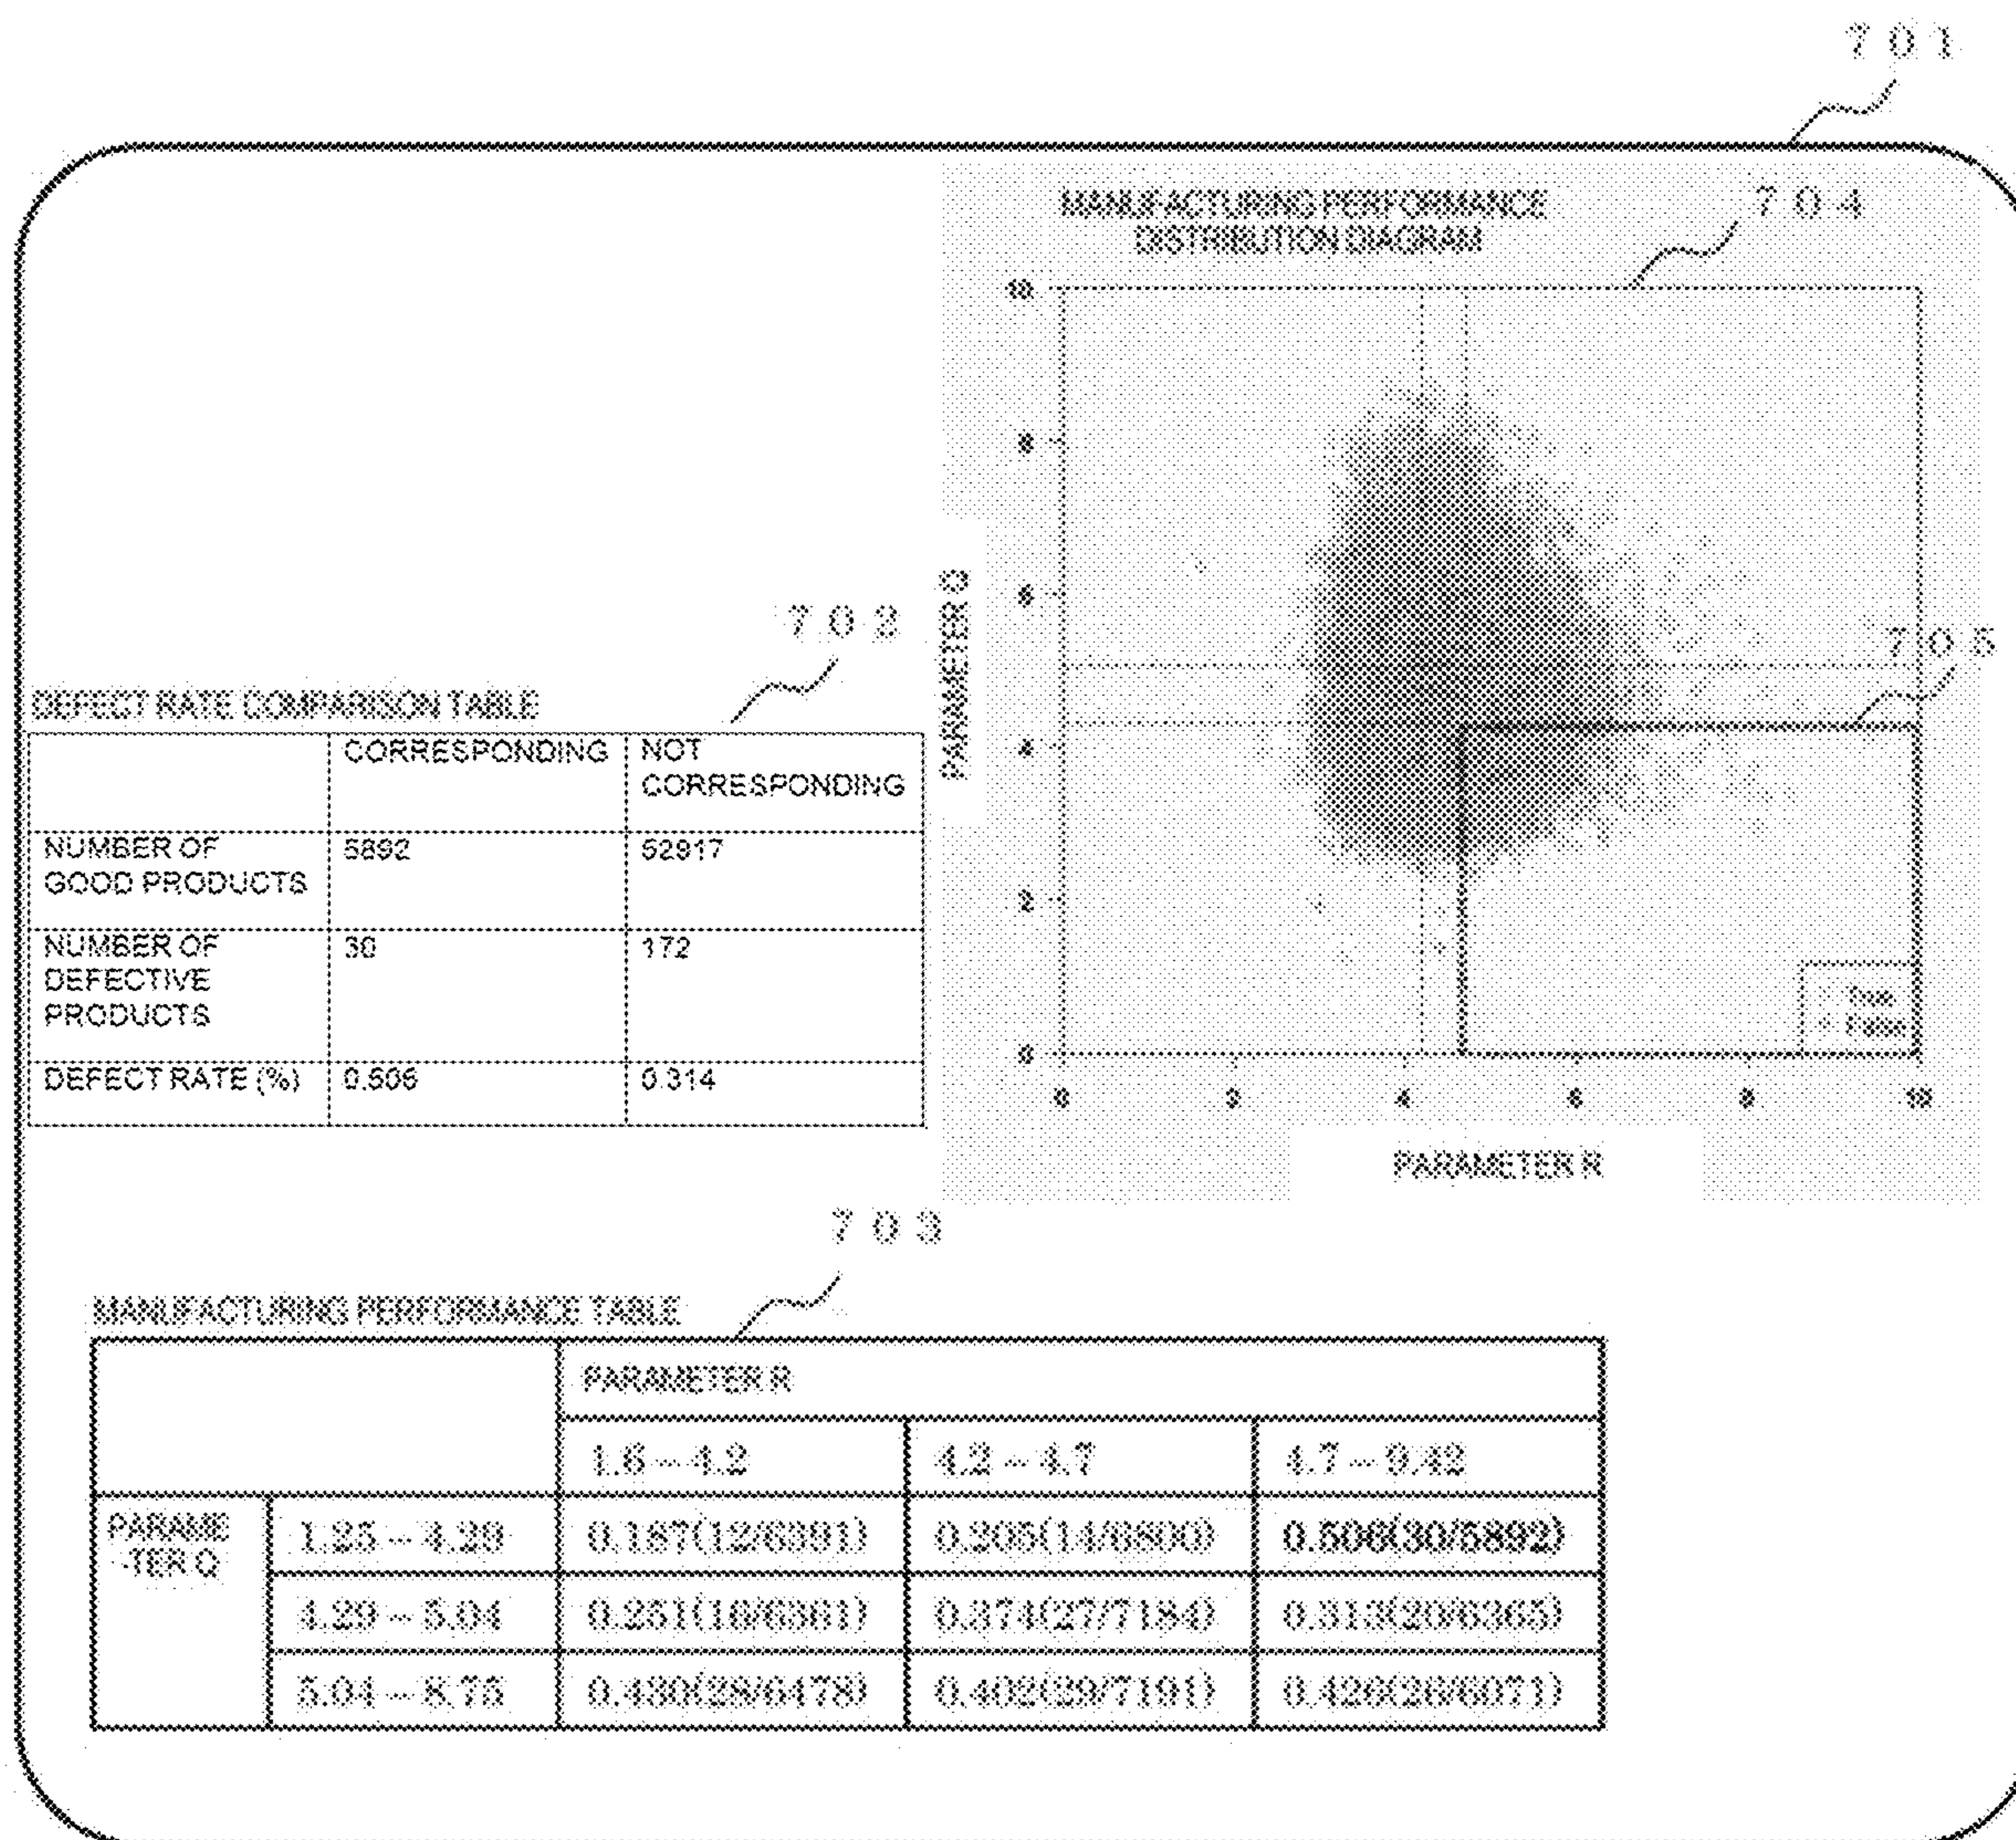 701
MANUFACTURING PERFORMANCE
DISTRIBUTION DIAGRAM
704
10
8
6
4
2
0
PARAMETER Q
705
True
False
0 2 4 6 8 10
PARAMETER R
702
DEFECT RATE COMPARISON TABLE
CORRESPONDING
NOT
CORRESPONDING
NUMBER OF
GOOD PRODUCTS
5892
52917
NUMBER OF
DEFECTIVE
PRODUCTS
30
172
DEFECT RATE (%)
0.506
0.314
703
MANUFACTURING PERFORMANCE TABLE
PARAMETER R
1.6 – 4.2
4.2 – 4.7
4.7 – 9.42
PARAME
-TER Q
1.25 – 4.29
0.187(12/6391)
0.205(14/6800)
0.506(30/5892)
4.29 – 5.04
0.251(16/6361)
0.374(27/7184)
0.313(20/6365)
5.04 – 8.75
0.430(28/6478)
0.402(29/7191)
0.426(26/6071)